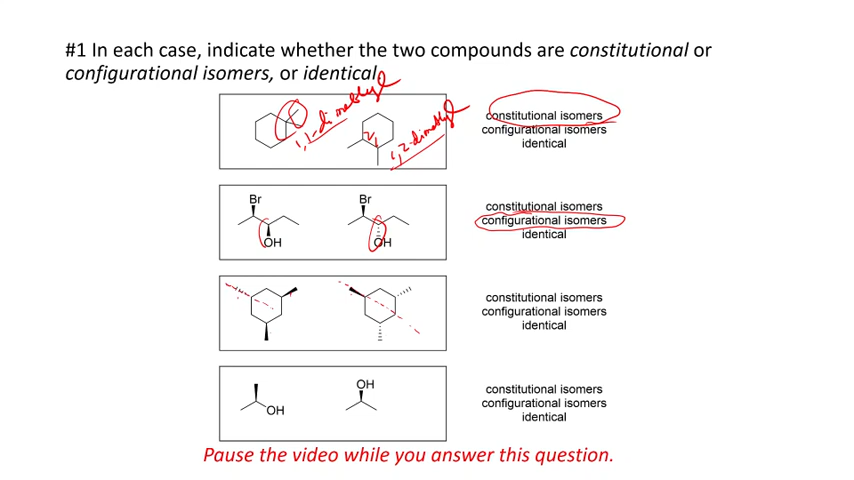 #1 In each case, indicate whether the two compounds are constitutional or
configurational isomers, or identical
1,1-dimethyl
1,2-dimethyl
2
1
constitutional isomers
configurational isomers
identical
Br
OH
Br
OH
constitutional isomers
configurational isomers
identical
constitutional isomers
configurational isomers
identical
OH
OH
constitutional isomers
configurational isomers
identical
Pause the video while you answer this question.